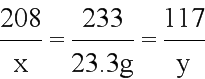 208/x = 233/23.3g = 117/y